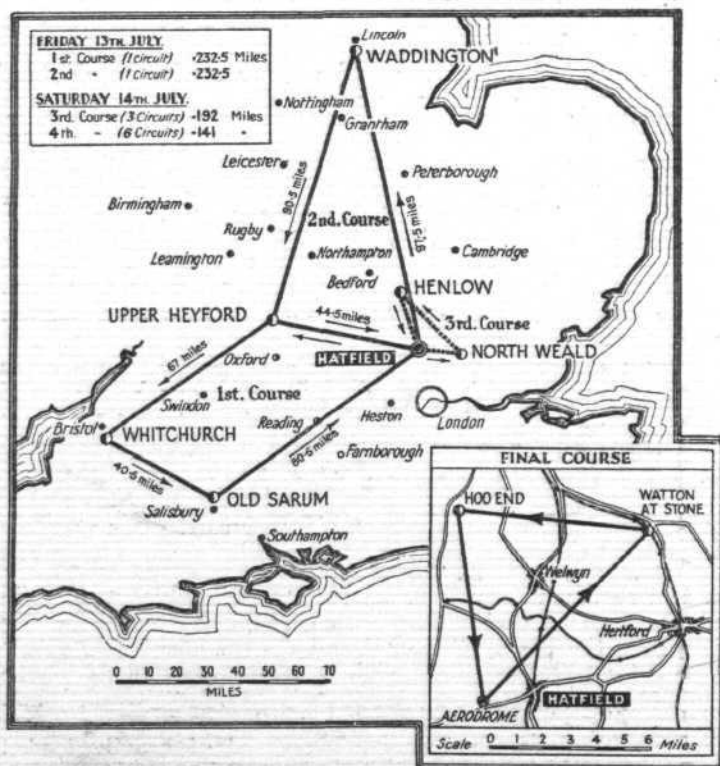 FRIDAY 13TH. JULY
1st. Course (1 Circuit) -232·5 Miles
2nd " (1 Circuit) -232·5
SATURDAY 14TH. JULY.
3rd. Course (3 Circuits) -192 Miles
4th. " (6 Circuits) -141 "
Lincoln
WADDINGTON
Nottingham
Grantham
Leicester
Peterborough
90·5 miles
97·5 miles
Birmingham
2nd. Course
Rugby
Northampton
Cambridge
Leamington
Bedford
HENLOW
UPPER HEYFORD
44·5 miles
3rd. Course
Oxford
HATFIELD
NORTH WEALD
67 miles
1st. Course
Swindon
Reading
Heston
London
Bristol
WHITCHURCH
80·5 miles
Farnborough
40·5 miles
OLD SARUM
Salisbury
Southampton
0 10 20 30 40 50 60 70
MILES
FINAL COURSE
HOO END
WATTON
AT STONE
Welwyn
Hertford
HATFIELD
AERODROME
Scale 0 1 2 3 4 5 6 Miles